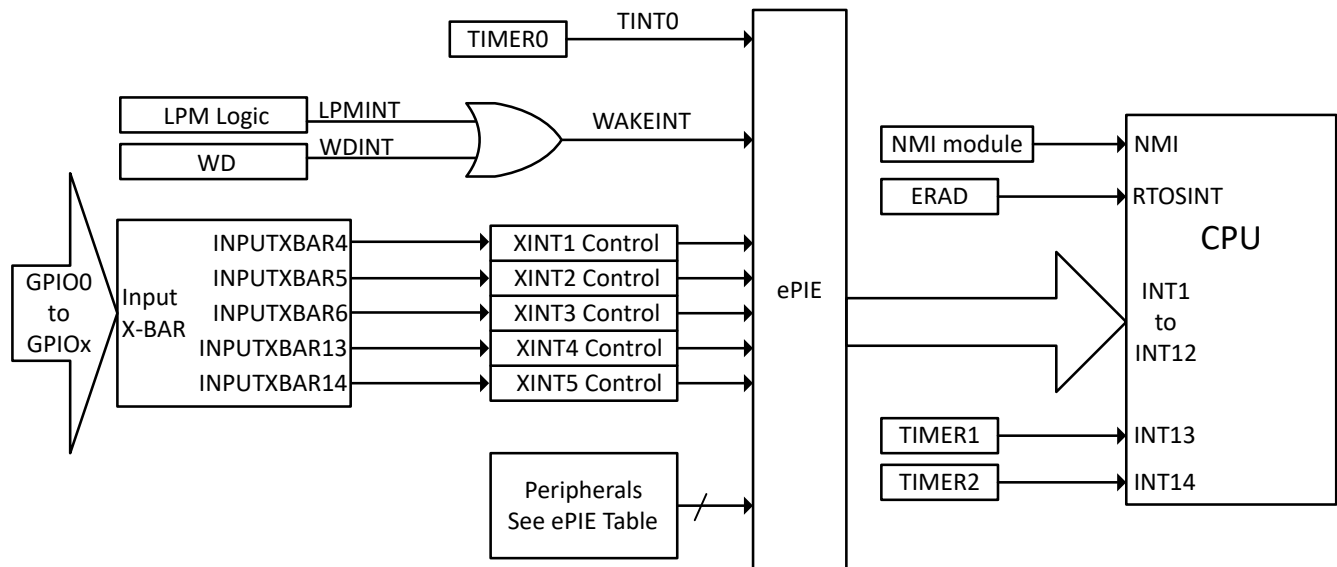 TIMER0
TINT0
LPM Logic
LPMINT
WD
WDINT
WAKEINT
GPIO0
to
GPIOx
Input
X-BAR
INPUTXBAR4
INPUTXBAR5
INPUTXBAR6
INPUTXBAR13
INPUTXBAR14
XINT1 Control
XINT2 Control
XINT3 Control
XINT4 Control
XINT5 Control
Peripherals
See ePIE Table
ePIE
NMI module
ERAD
TIMER1
TIMER2
NMI
RTOSINT
CPU
INT1
to
INT12
INT13
INT14